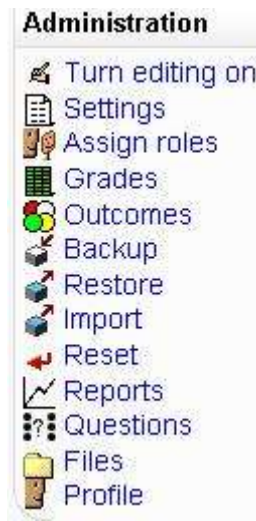 Administration
Turn editing on
Settings
Assign roles
Grades
Outcomes
Backup
Restore
Import
Reset
Reports
Questions
Files
Profile